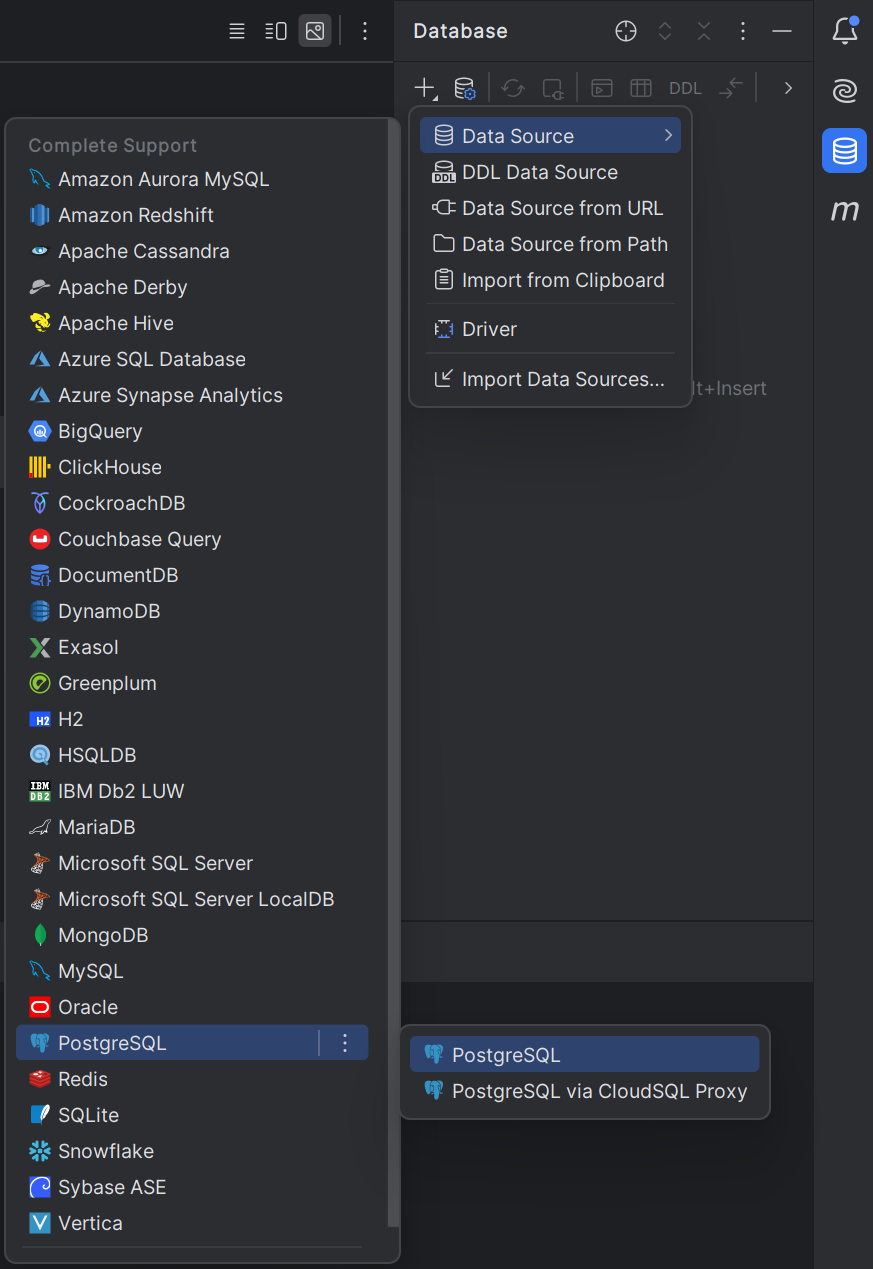 Database
DDL
Data Source
DDL Data Source
Data Source from URL
Data Source from Path
Import from Clipboard
Driver
Import Data Sources...
lt+Insert
Complete Support
Amazon Aurora MySQL
Amazon Redshift
Apache Cassandra
Apache Derby
Apache Hive
Azure SQL Database
Azure Synapse Analytics
BigQuery
ClickHouse
CockroachDB
Couchbase Query
DocumentDB
DynamoDB
Exasol
Greenplum
H2
HSQLDB
IBM Db2 LUW
MariaDB
Microsoft SQL Server
Microsoft SQL Server LocalDB
MongoDB
MySQL
Oracle
PostgreSQL
Redis
SQLite
Snowflake
Sybase ASE
Vertica
PostgreSQL
PostgreSQL via CloudSQL Proxy